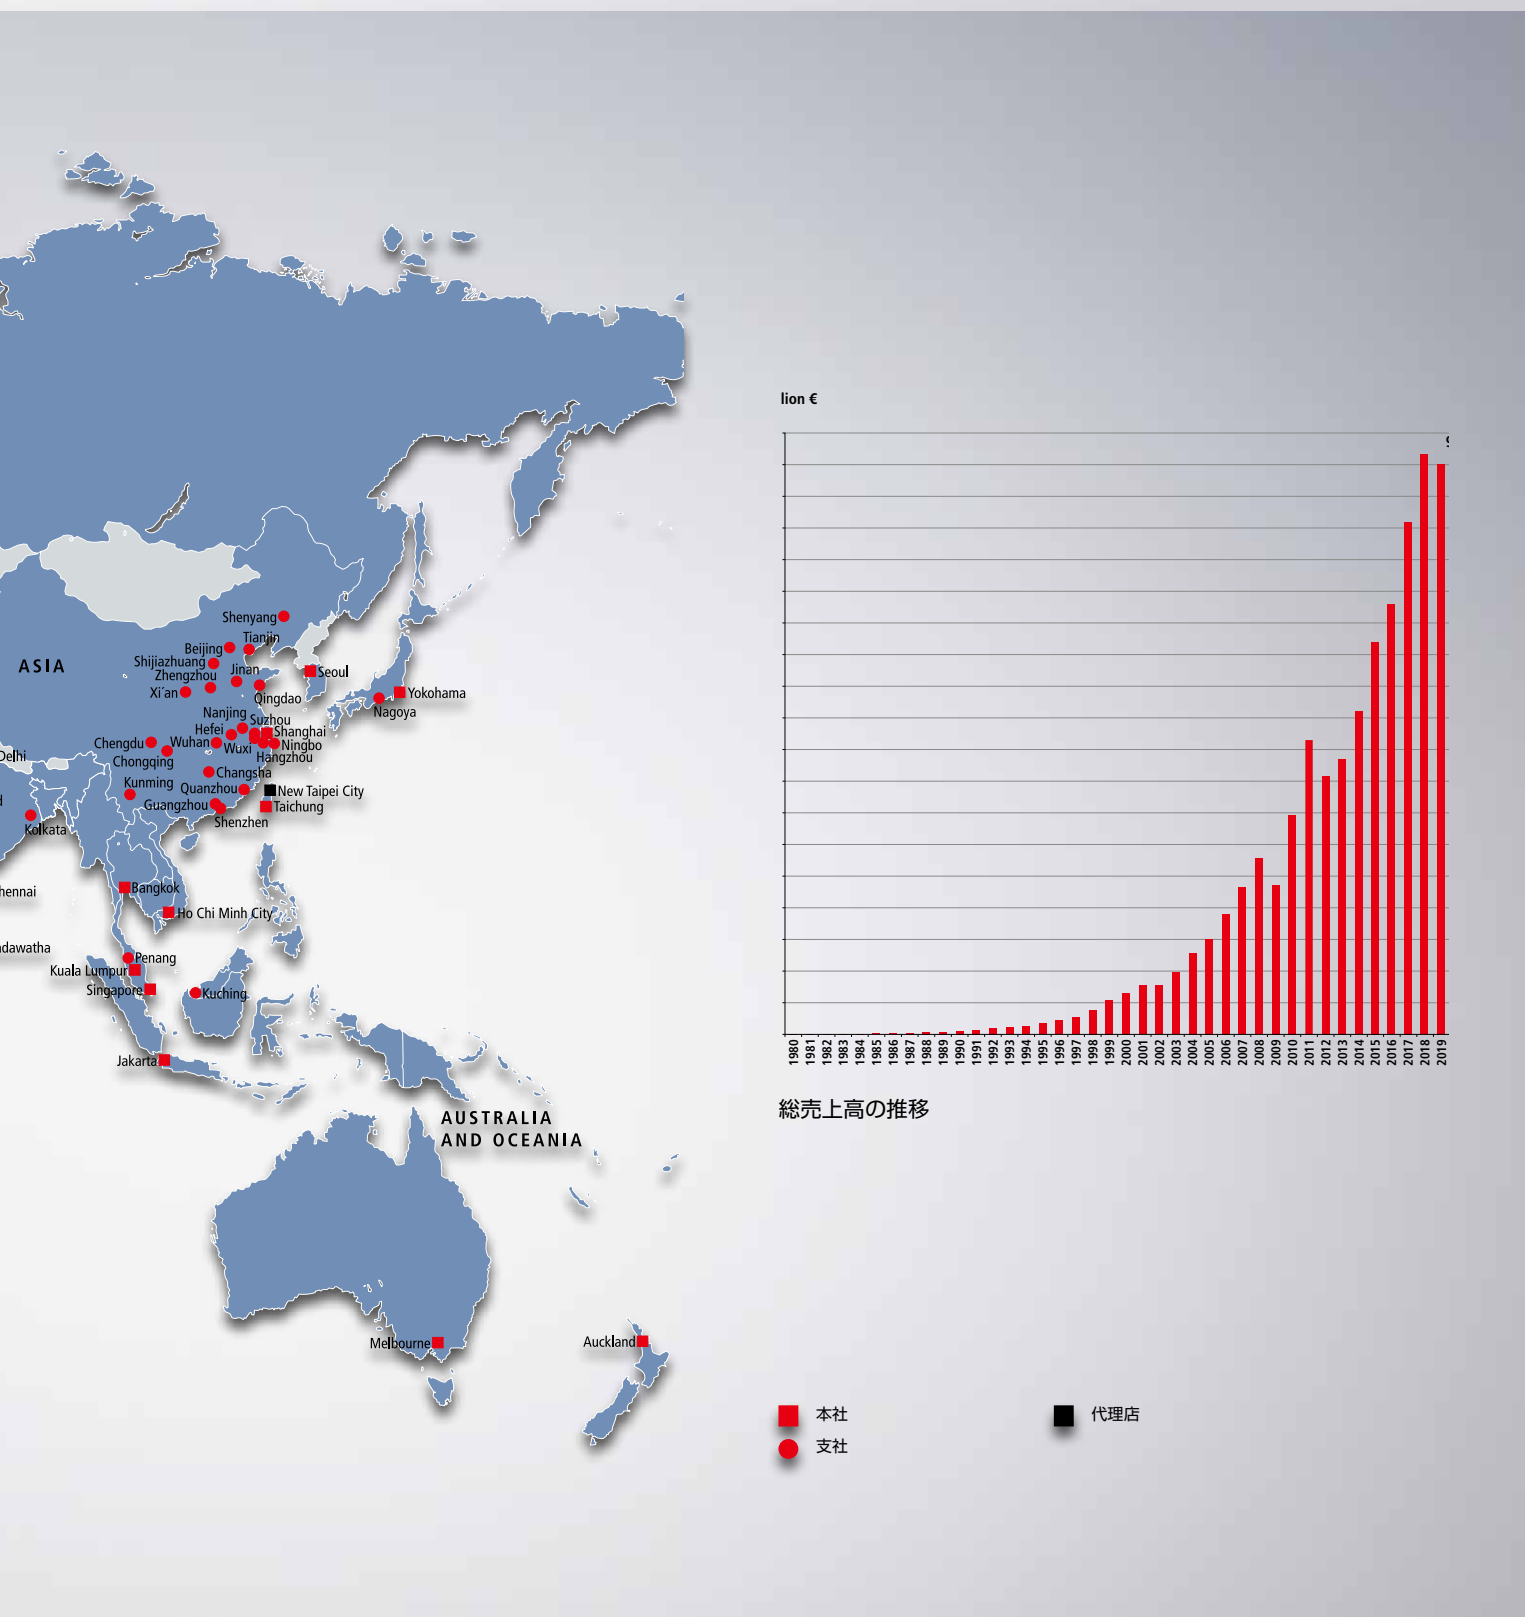 lion €
Shenyang
Tianjin
Beijing
Shijiazhuang
Jinan
Zhengzhou
ASIA
Seoul
Xi´an
Qingdao
Yokohama
Nagoya
Nanjing
Suzhou
Hefei
Shanghai
Chengdu
Wuhan
Wuxi
Ningbo
Delhi
Hangzhou
Chongqing
Changsha
Kunming
Quanzhou
New Taipei City
Guangzhou
Taichung
Shenzhen
Kolkata
Bangkok
hennai
Ho Chi Minh City
dawatha
Penang
Kuala Lumpur
Singapore
Kuching
Jakarta
1980
1981
1982
1983
1984
1985
1986
1987
1988
1989
1990
1991
1992
1993
1994
1995
1996
1997
1998
1999
2000
2001
2002
2003
2004
2005
2006
2007
2008
2009
2010
2011
2012
2013
2014
2015
2016
2017
2018
2019
総売上高の推移
AUSTRALIA
AND OCEANIA
Melbourne
Auckland
本社
代理店
支社